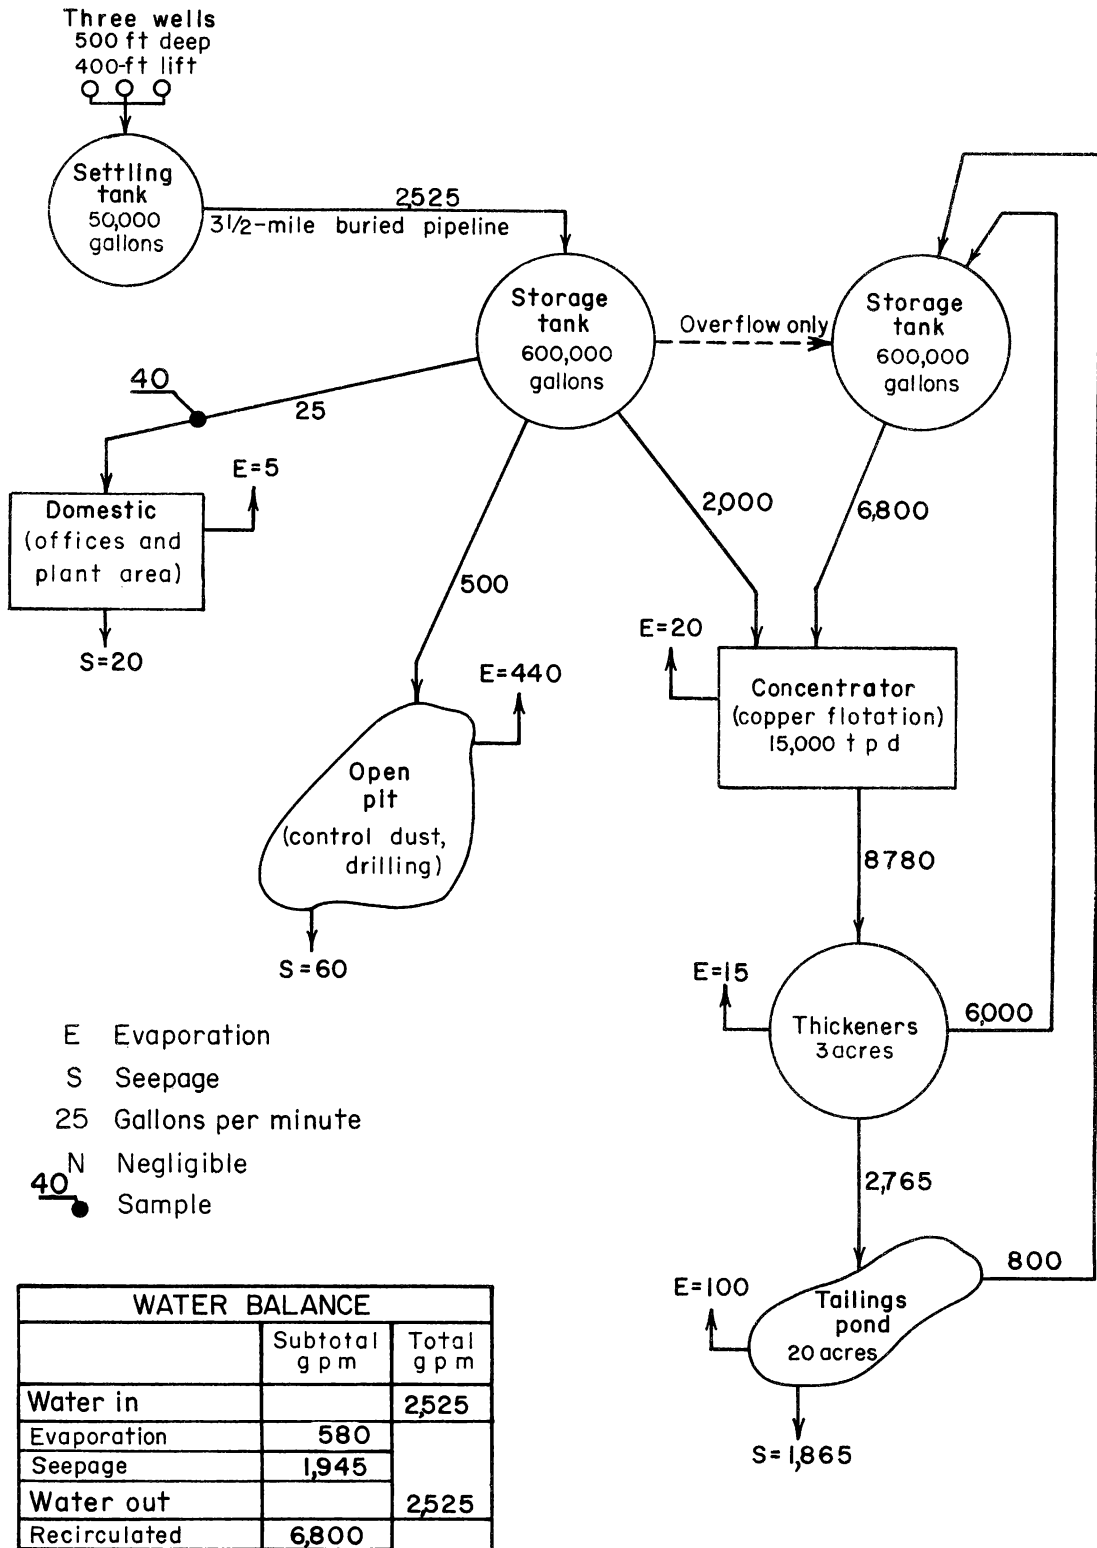 Three wells
500 ft deep
400-ft lift
Settling
tank
50,000
gallons
2,525
3 1/2-mile buried pipeline
Storage
tank
600,000
gallons
Overflow only
Storage
tank
600,000
gallons
40
25
E=5
Domestic
(offices and
plant area)
S=20
500
2,000
6,800
E=440
Open
pit
(control dust,
drilling)
S=60
E=20
Concentrator
(copper flotation)
15,000 t p d
8780
E=15
Thickeners
3 acres
6,000
2,765
E Evaporation
S Seepage
25 Gallons per minute
N Negligible
40 Sample
E=100
Tailings
pond
20 acres
800
S=1,865
WATER BALANCE
Subtotal
g p m
Total
g p m
Water in 2,525
Evaporation 580
Seepage 1,945
Water out 2,525
Recirculated 6,800